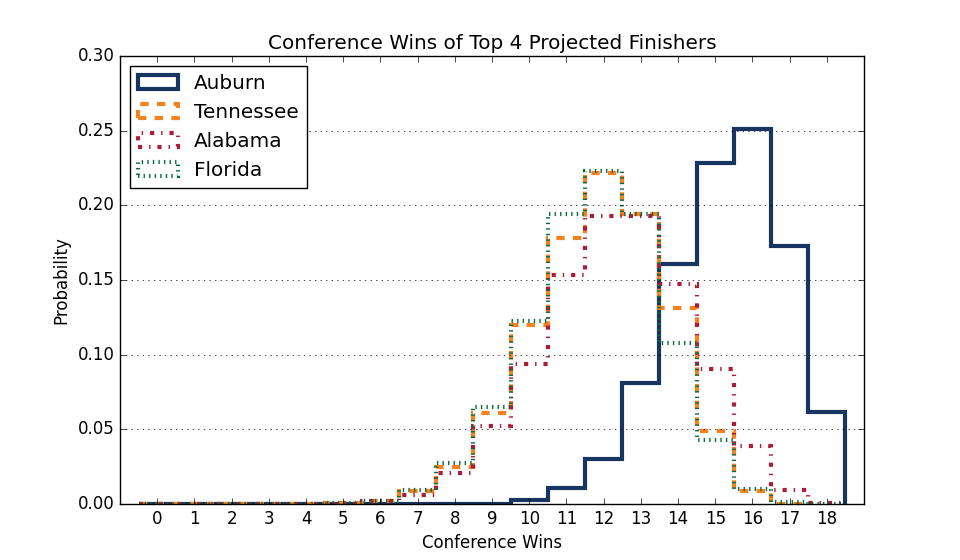 Conference Wins of Top 4 Projected Finishers
0.30
0.25
0.20
0.15
0.10
0.05
0.00
Probability
Auburn
Tennessee
Alabama
Florida
0 1 2 3 4 5 6 7 8 9 10 11 12 13 14 15 16 17 18
Conference Wins